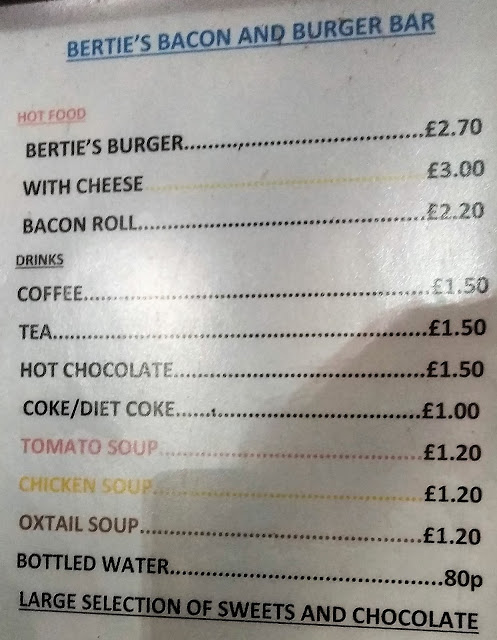 BERTIE'S BACON AND BURGER BAR
HOT FOOD
BERTIE'S BURGER..............................£2.70
WITH CHEESE..............................£3.00
BACON ROLL..............................£2.20
DRINKS
COFFEE..............................£1.50
TEA..............................£1.50
HOT CHOCOLATE..............................£1.50
COKE/DIET COKE..............................£1.00
TOMATO SOUP..............................£1.20
CHICKEN SOUP..............................£1.20
OXTAIL SOUP..............................£1.20
BOTTLED WATER..............................80p
LARGE SELECTION OF SWEETS AND CHOCOLATE